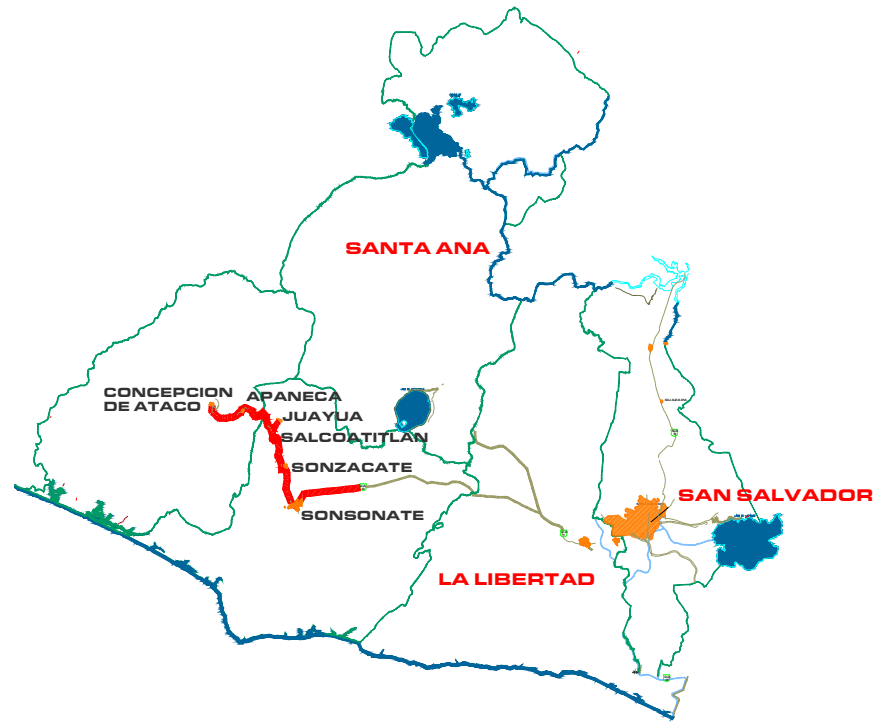 SANTA ANA
CONCEPCION
DE ATACO
APANECA
JUAYUA
SALCOATITLAN
SONZACATE
SONSONATE
SAN SALVADOR
LA LIBERTAD